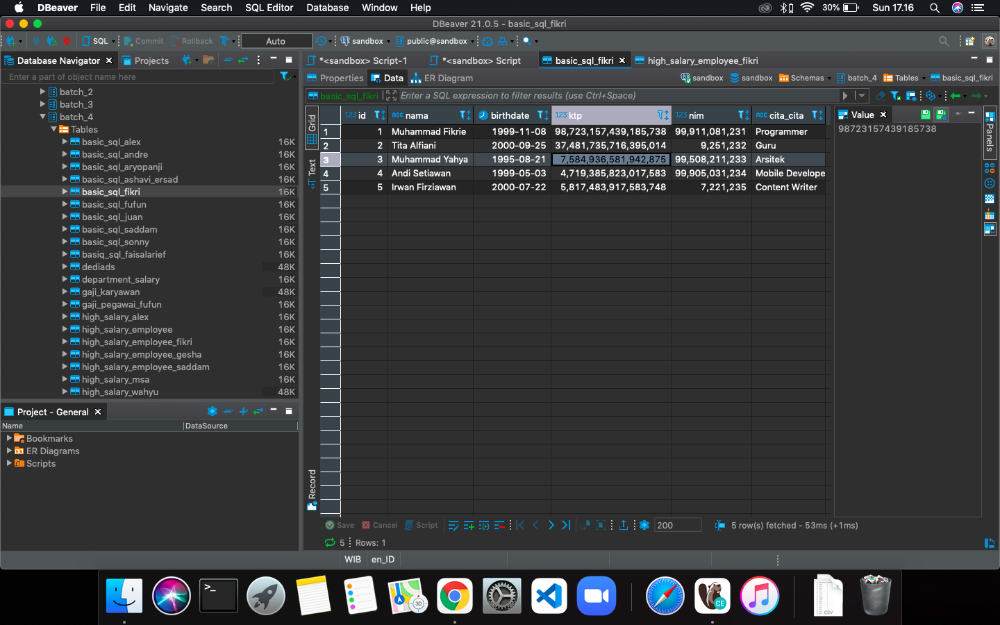 DBeaver File Edit Navigate Search SQL Editor Database Window Help 30% Sun 17.16
DBeaver 21.0.5 - basic_sql_fikri
SQL Commit Rollback T Auto sandbox public@sandbox
Database Navigator Projects
Enter a part of object name here
batch_2
batch_3
batch_4
Tables
basic_sql_alex 16K
basic_sql_andre 16K
basic_sql_aryopanji 16K
basic_sql_ashavi_ersad 16K
basic_sql_fikri 16K
basic_sql_fufun 16K
basic_sql_juan 16K
basic_sql_saddam 16K
basic_sql_sonny 16K
basiq_sql_faisalarief 16K
dediads 48K
department_salary 16K
gaji_karyawan 48K
gaji_pegawai_fufun 16K
high_salary_alex 16K
high_salary_employee 16K
high_salary_employee_fikri 16K
high_salary_employee_gesha 16K
high_salary_employee_saddam 16K
high_salary_msa 16K
high_salary_wahyu 48K
Project - General
Name DataSource
Bookmarks
ER Diagrams
Scripts
*<sandbox> Script-1 *<sandbox> Script basic_sql_fikri high_salary_employee_fikri
Properties Data ER Diagram sandbox sandbox Schemas batch_4 Tables basic_sql_fikri
basic_sql_fikri Enter a SQL expression to filter results (use Ctrl+Space)
Grid
Text
Record
123 id ABC nama birthdate 123 ktp 123 nim ABC cita_cita
1 1 Muhammad Fikrie 1999-11-08 98,723,157,439,185,738 99,911,081,231 Programmer
2 2 Tita Alfiani 2000-09-25 37,481,735,716,395,014 9,251,232 Guru
3 3 Muhammad Yahya 1995-08-21 7,584,936,581,942,875 99,508,211,233 Arsitek
4 4 Andi Setiawan 1999-05-03 4,719,385,823,017,583 99,905,031,234 Mobile Develope
5 5 Irwan Firziawan 2000-07-22 5,817,483,917,583,748 7,221,235 Content Writer
Value
98723157439185738
Panels
Save Cancel Script 200 5 row(s) fetched - 53ms (+1ms)
5 Rows: 1
WIB en_ID
>_
3D
CE
CSV